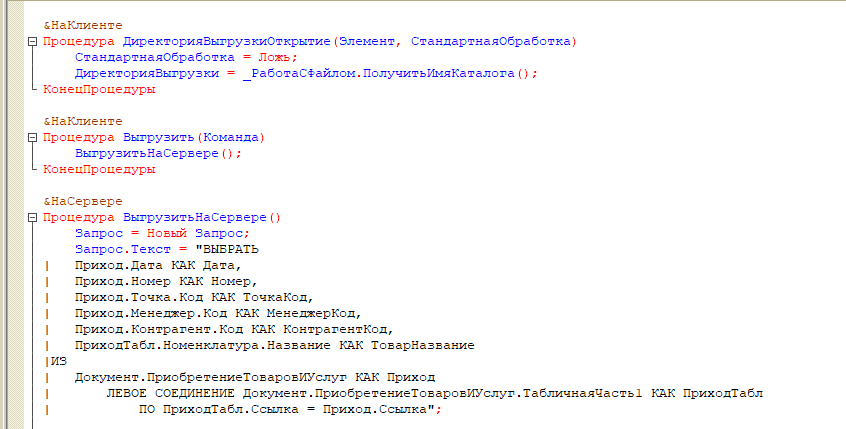 &НаКлиенте
Процедура ДиректорияВыгрузкиОткрытие(Элемент, СтандартнаяОбработка)
СтандартнаяОбработка = Ложь;
ДиректорияВыгрузки = _РаботаСФайлом.ПолучитьИмяКаталога();
КонецПроцедуры
&НаКлиенте
Процедура Выгрузить(Команда)
ВыгрузитьНаСервере();
КонецПроцедуры
&НаСервере
Процедура ВыгрузитьНаСервере()
Запрос = Новый Запрос;
Запрос.Текст = "ВЫБРАТЬ
|   Приход.Дата КАК Дата,
|   Приход.Номер КАК Номер,
|   Приход.Точка.Код КАК ТочкаКод,
|   Приход.Менеджер.Код КАК МенеджерКод,
|   Приход.Контрагент.Код КАК КонтрагентКод,
|   ПриходТабл.Номенклатура.Название КАК ТоварНазвание
|ИЗ
|   Документ.ПриобретениеТоваровИУслуг КАК Приход
|       ЛЕВОЕ СОЕДИНЕНИЕ Документ.ПриобретениеТоваровИУслуг.ТабличнаяЧасть1 КАК ПриходТабл
|           ПО ПриходТабл.Ссылка = Приход.Ссылка";